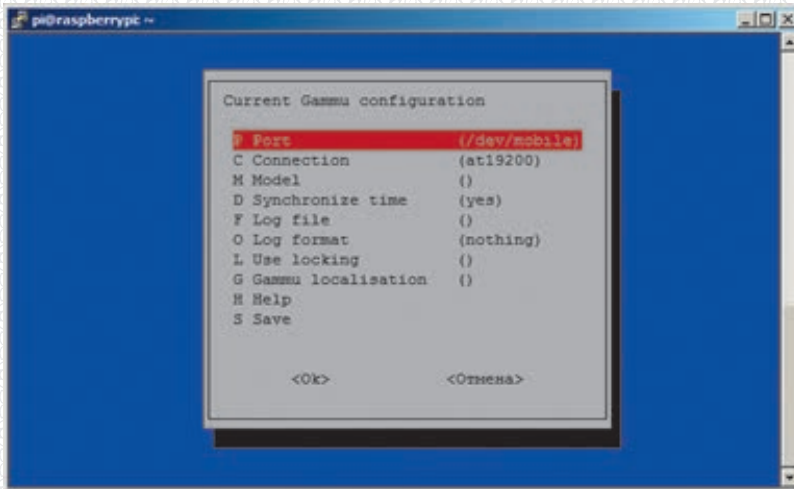 pi@raspberrypi: ~
Current Gammu configuration
P Port (/dev/mobile)
C Connection (at19200)
M Model ()
D Synchronize time (yes)
F Log file ()
O Log format (nothing)
L Use locking ()
G Gammu localisation ()
H Help
S Save
<Ok> <Отмена>